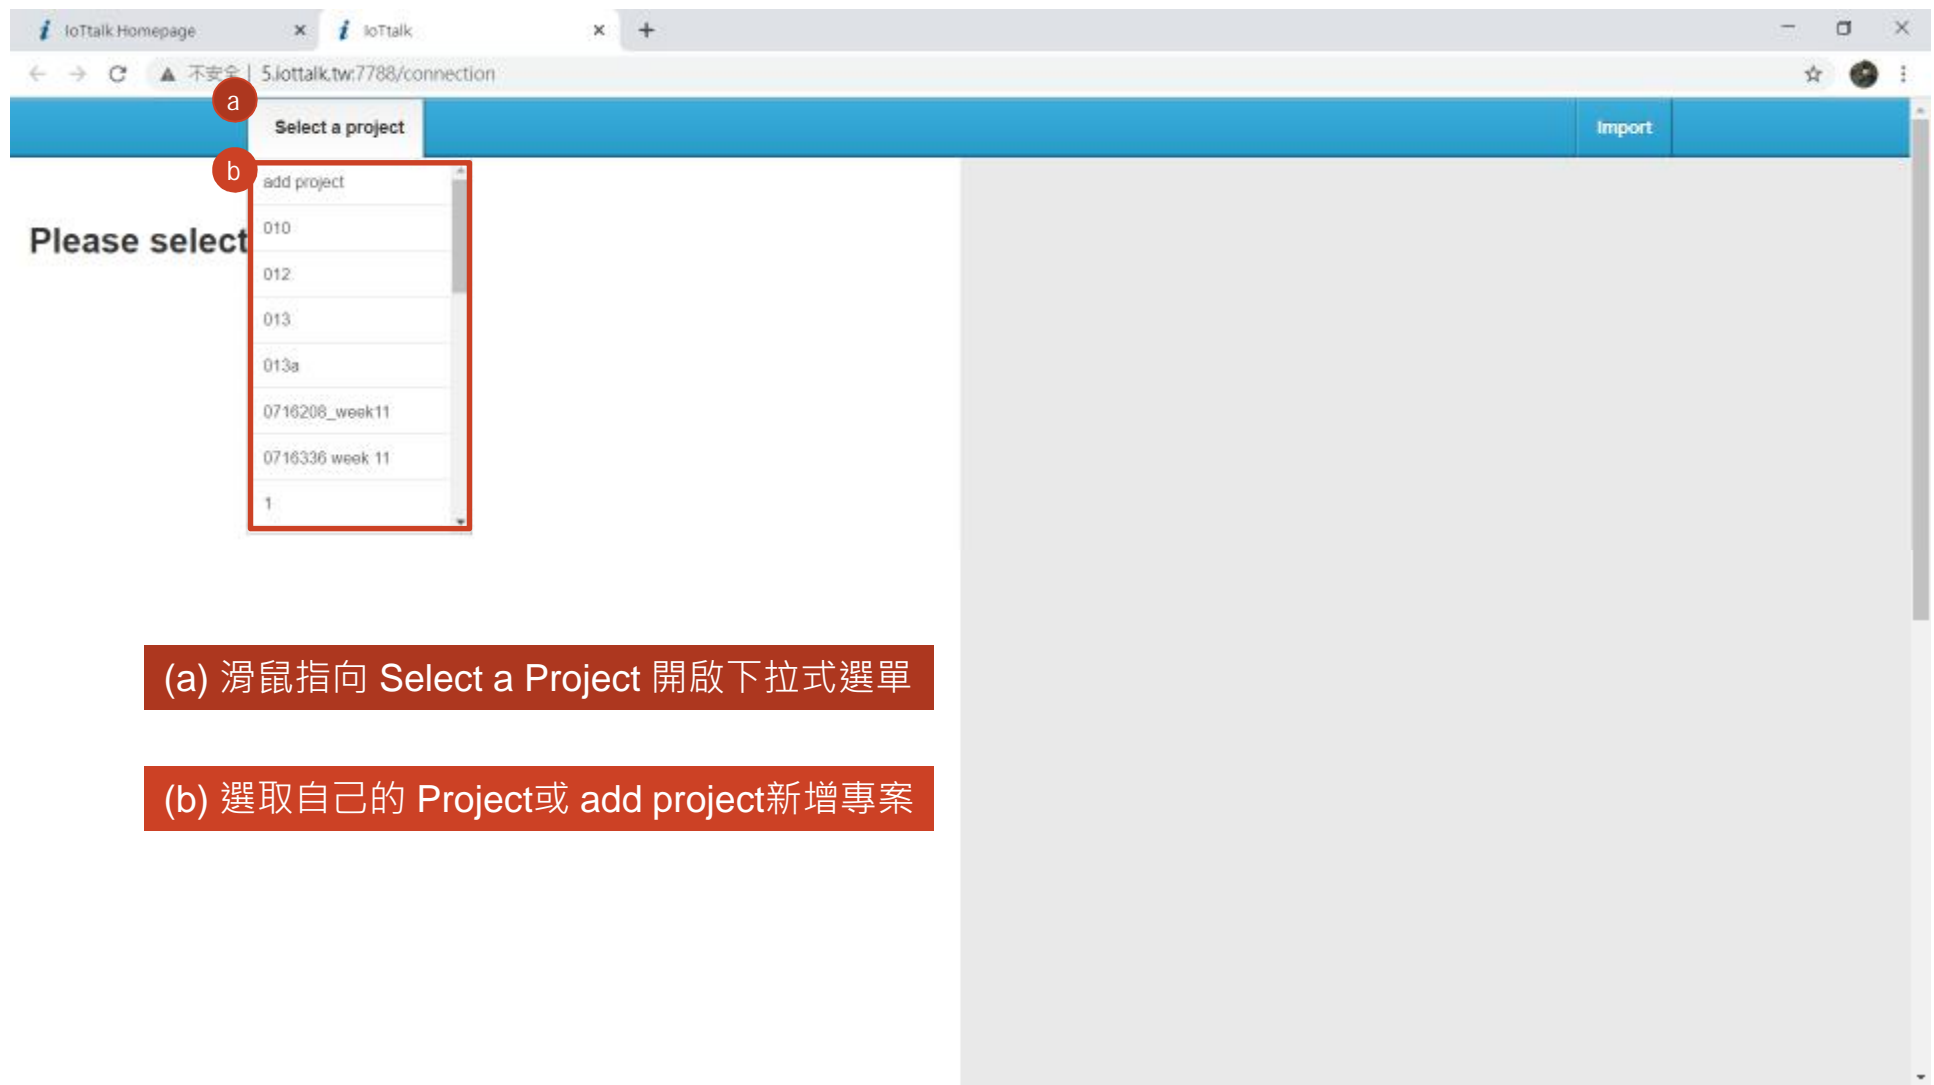 IoTtalk Homepage
IoTtalk
不安全 | 5.iottalk.tw:7788/connection
a
Select a project
Import
b
add project
Please select
010
012
013
013a
0716208_week11
0716336 week 11
1
(a) 滑鼠指向 Select a Project 開啟下拉式選單
(b) 選取自己的 Project或 add project新增專案